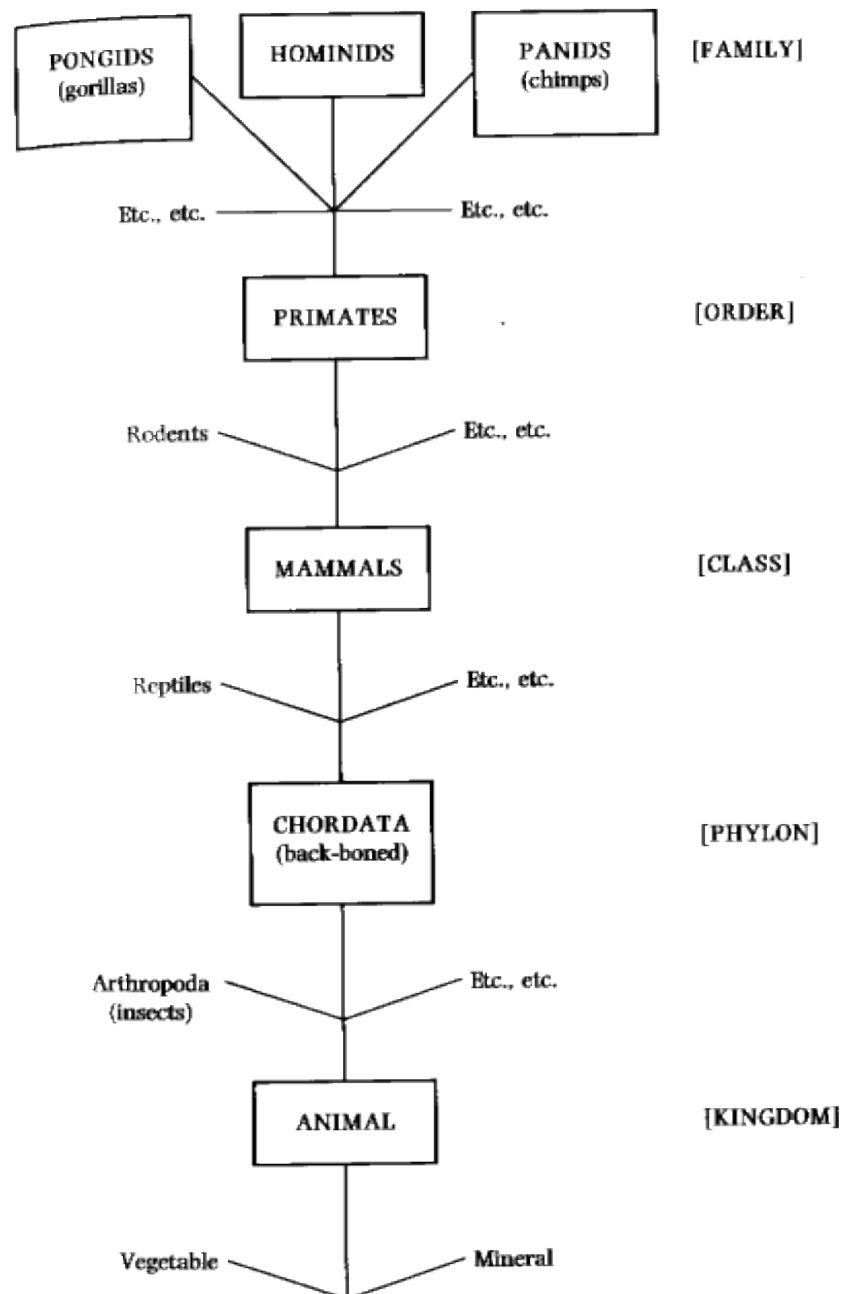 PONGIDS
(gorillas)
HOMINIDS
PANIDS
(chimps)
[FAMILY]
Etc., etc.
Etc., etc.
PRIMATES
[ORDER]
Rodents
Etc., etc.
MAMMALS
[CLASS]
Reptiles
Etc., etc.
CHORDATA
(back-boned)
[PHYLON]
Arthropoda
(insects)
Etc., etc.
ANIMAL
[KINGDOM]
Vegetable
Mineral